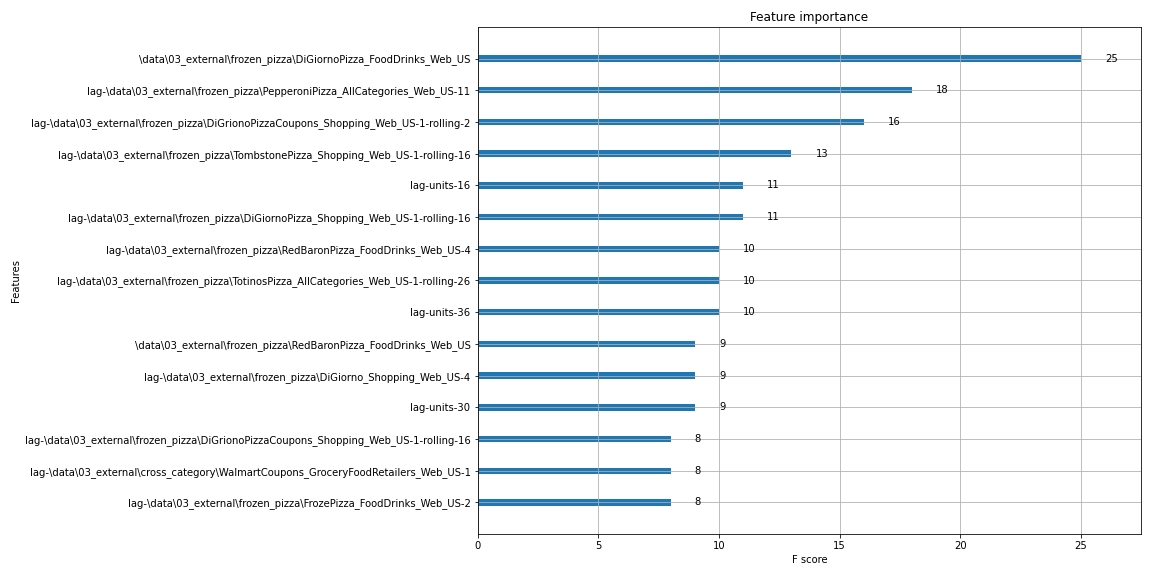 Feature importance
\data\03_external\frozen_pizza\DiGiornoPizza_FoodDrinks_Web_US 25
lag-\data\03_external\frozen_pizza\PepperoniPizza_AllCategories_Web_US-11 18
lag-\data\03_external\frozen_pizza\DiGrionoPizzaCoupons_Shopping_Web_US-1-rolling-2 16
lag-\data\03_external\frozen_pizza\TombstonePizza_Shopping_Web_US-1-rolling-16 13
lag-units-16 11
lag-\data\03_external\frozen_pizza\DiGiornoPizza_Shopping_Web_US-1-rolling-16 11
lag-\data\03_external\frozen_pizza\RedBaronPizza_FoodDrinks_Web_US-4 10
lag-\data\03_external\frozen_pizza\TotinosPizza_AllCategories_Web_US-1-rolling-26 10
lag-units-36 10
\data\03_external\frozen_pizza\RedBaronPizza_FoodDrinks_Web_US 9
lag-\data\03_external\frozen_pizza\DiGiorno_Shopping_Web_US-4 9
lag-units-30 9
lag-\data\03_external\frozen_pizza\DiGrionoPizzaCoupons_Shopping_Web_US-1-rolling-16 8
lag-\data\03_external\cross_category\WalmartCoupons_GroceryFoodRetailers_Web_US-1 8
lag-\data\03_external\frozen_pizza\FrozePizza_FoodDrinks_Web_US-2 8
Features
0 5 10 15 20 25
F score